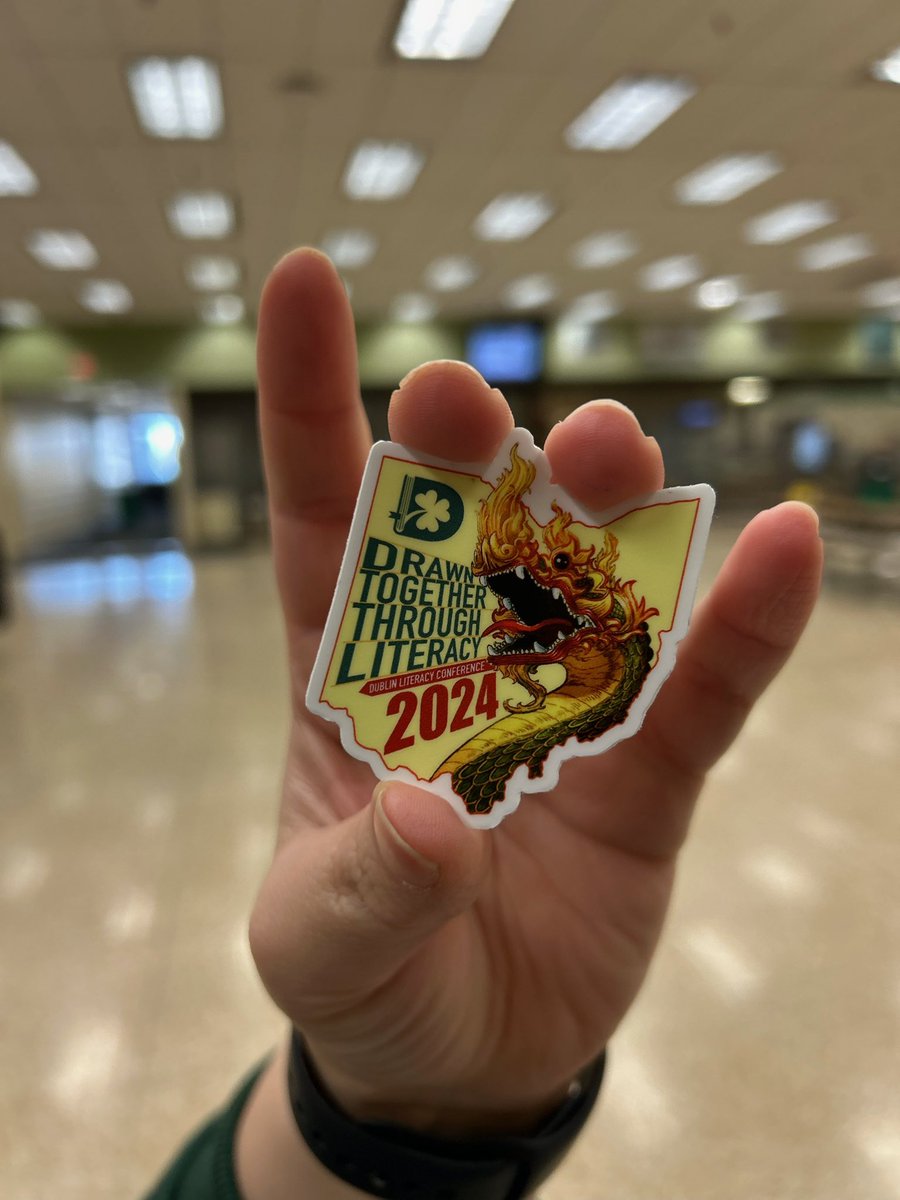 D
DRAWN
TOGETHER
THROUGH
LITERACY
DUBLIN LITERACY CONFERENCE
2024